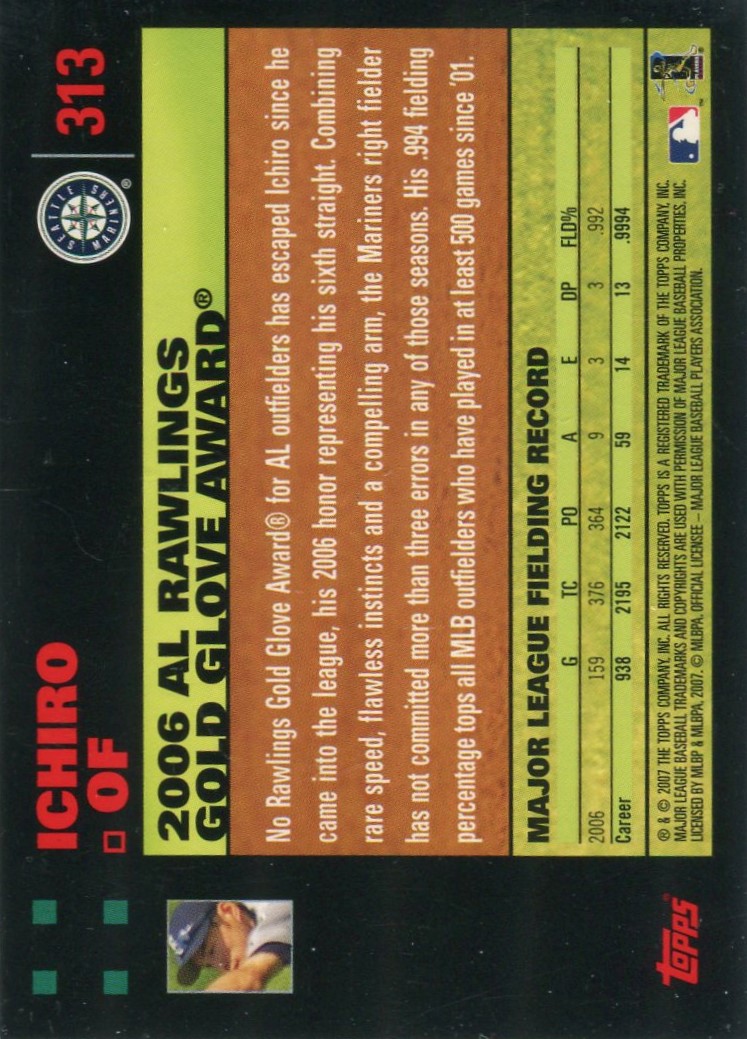 ICHIRO
OF
SEATTLE
MARINERS
®
313
2006 AL RAWLINGS
GOLD GLOVE AWARD®
No Rawlings Gold Glove Award® for AL outfielders has escaped Ichiro since he
came into the league, his 2006 honor representing his sixth straight. Combining
rare speed, flawless instincts and a compelling arm, the Mariners right fielder
has not committed more than three errors in any of those seasons. His .994 fielding
percentage tops all MLB outfielders who have played in at least 500 games since '01.
MAJOR LEAGUE FIELDING RECORD
G TC PO A E DP FLD%
2006 159 376 364 9 3 3 .992
Career 938 2195 2122 59 14 13 .9994
® & © 2007 THE TOPPS COMPANY, INC. ALL RIGHTS RESERVED. TOPPS IS A REGISTERED TRADEMARK OF THE TOPPS COMPANY, INC.
MAJOR LEAGUE BASEBALL TRADEMARKS AND COPYRIGHTS ARE USED WITH PERMISSION OF MAJOR LEAGUE BASEBALL PROPERTIES, INC.
LICENSED BY MLBP & MLBPA, 2007. © MLBPA, OFFICIAL LICENSEE – MAJOR LEAGUE BASEBALL PLAYERS ASSOCIATION.
TOPPS®